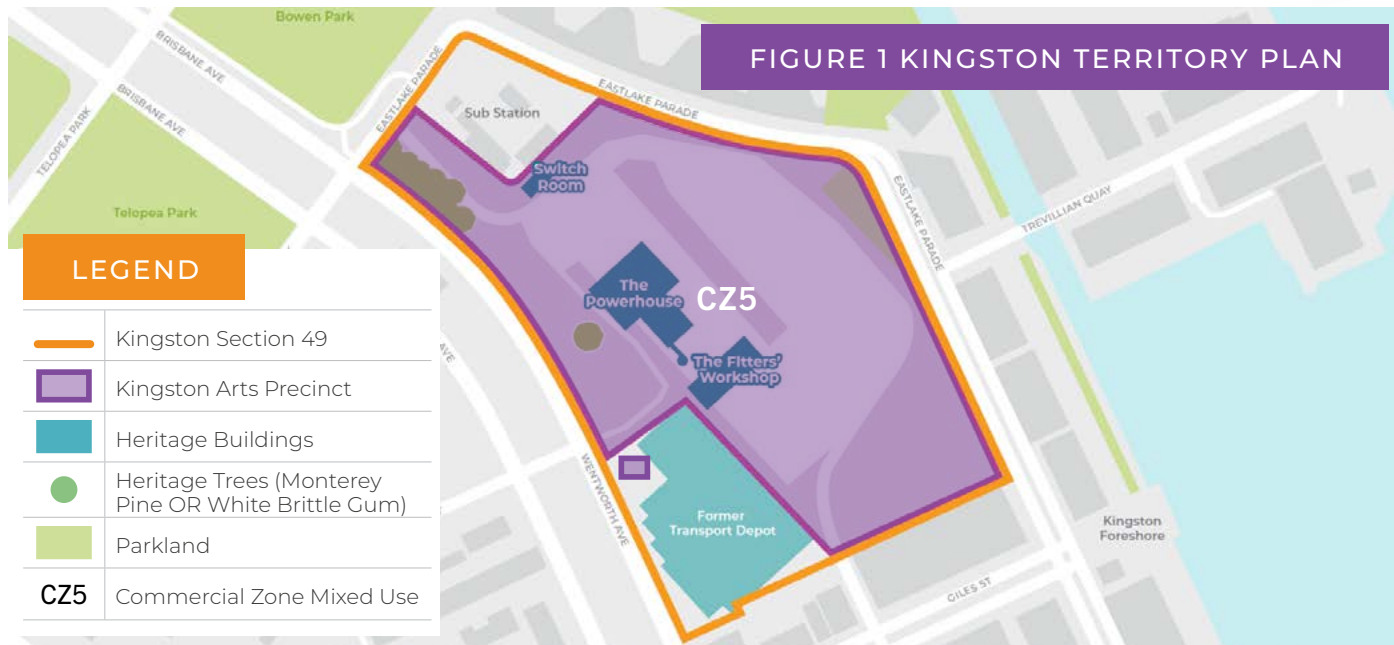 FIGURE 1 KINGSTON TERRITORY PLAN
Bowen Park
BRISBANE AVE
BRISBANE AVE
TELOPEA PARK
EASTLAKE PARADE
EASTLAKE PARADE
Sub Station
Switch
Room
Telopea Park
EASTLAKE PARADE
TREVILLIAN QUAY
The
Powerhouse
CZ5
The Fitters'
Workshop
AVE
WENTWORTH AVE
Former
Transport Depot
Kingston
Foreshore
GILES ST
LEGEND
Kingston Section 49
Kingston Arts Precinct
Heritage Buildings
Heritage Trees (Monterey
Pine OR White Brittle Gum)
Parkland
CZ5 Commercial Zone Mixed Use